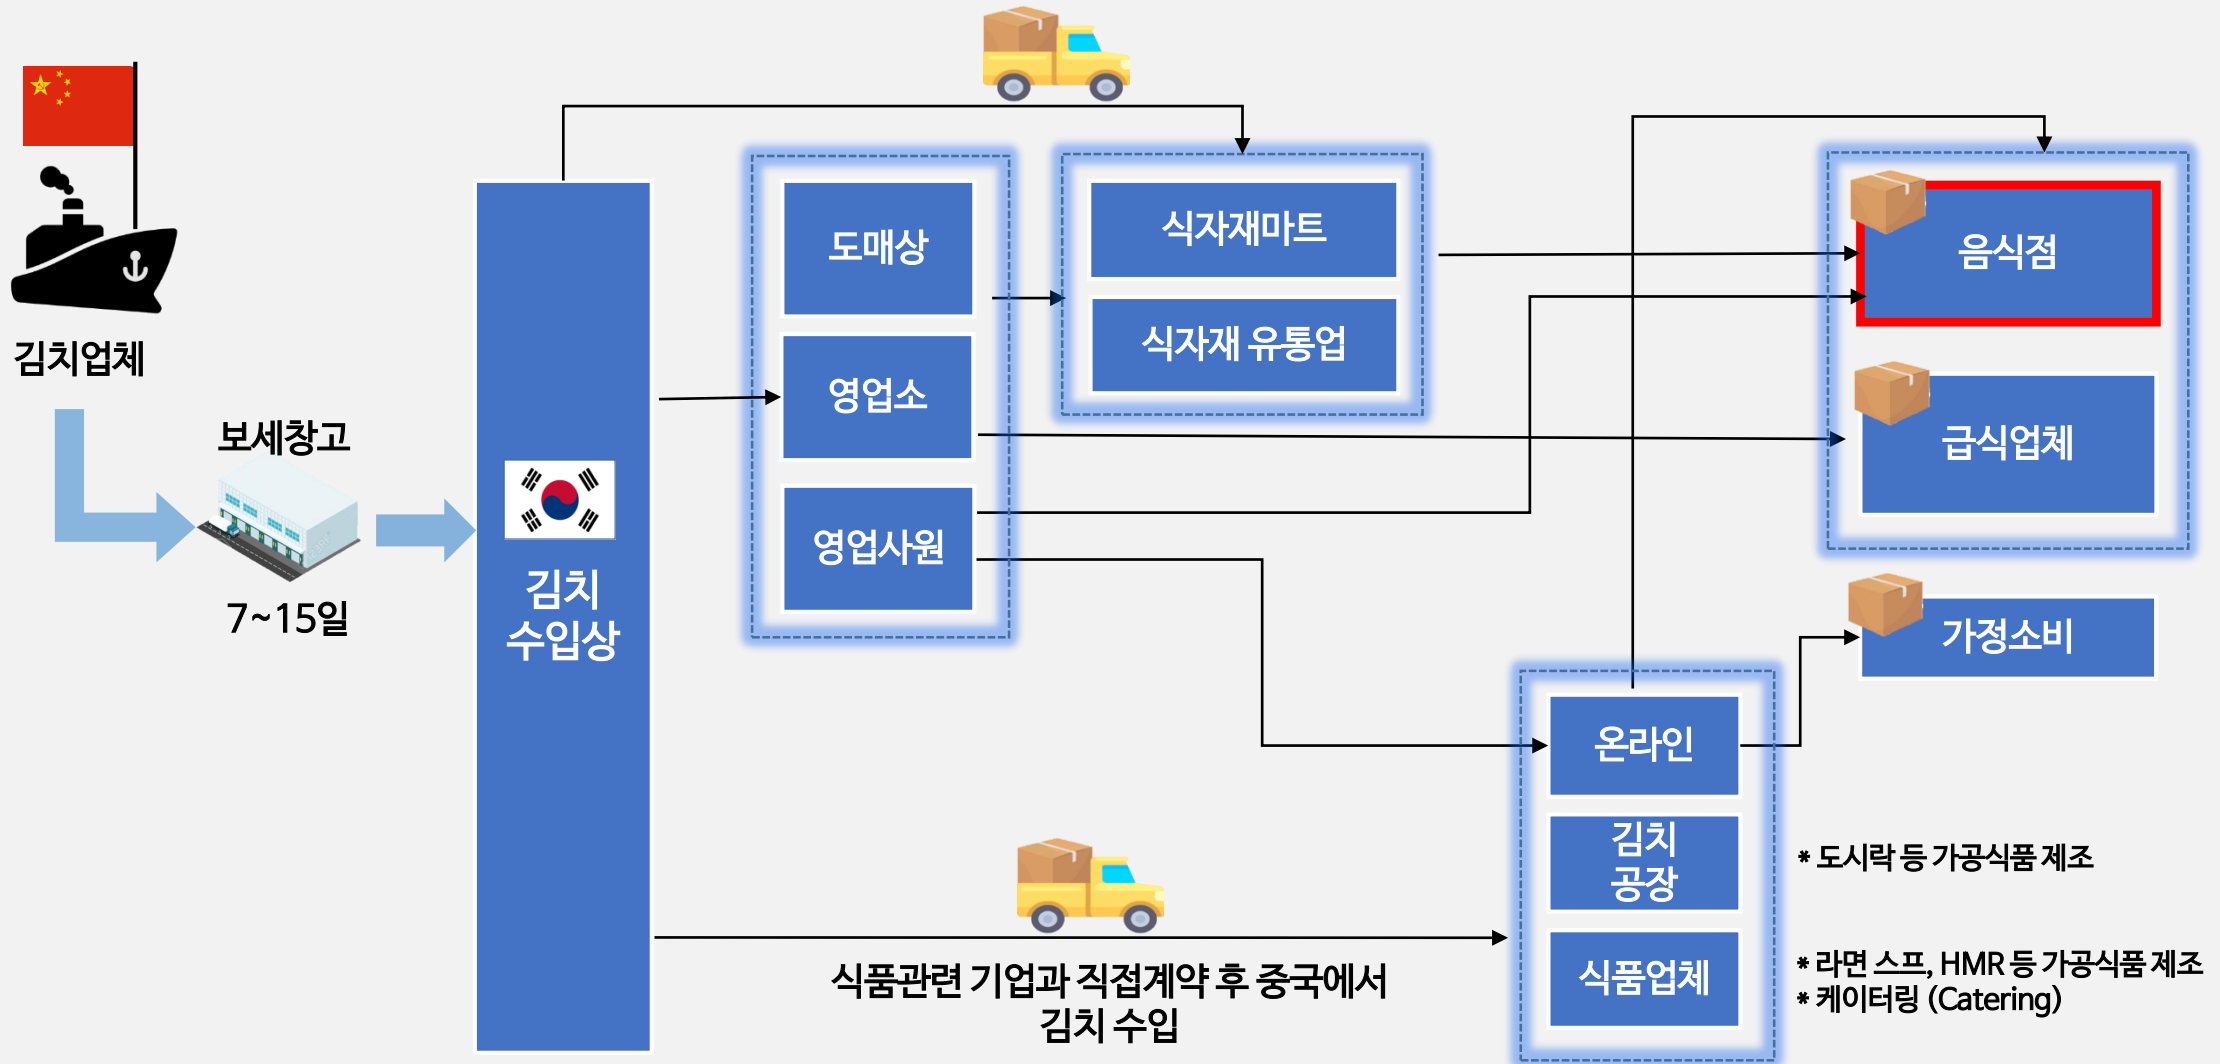 김치업체
보세창고
7~15일
김치
수입상
도매상
영업소
영업사원
식자재마트
식자재 유통업
음식점
급식업체
가정소비
온라인
김치
공장
식품업체
* 도시락 등 가공식품 제조
* 라면 스프, HMR 등 가공식품 제조
* 케이터링 (Catering)
식품관련 기업과 직접계약 후 중국에서
김치 수입